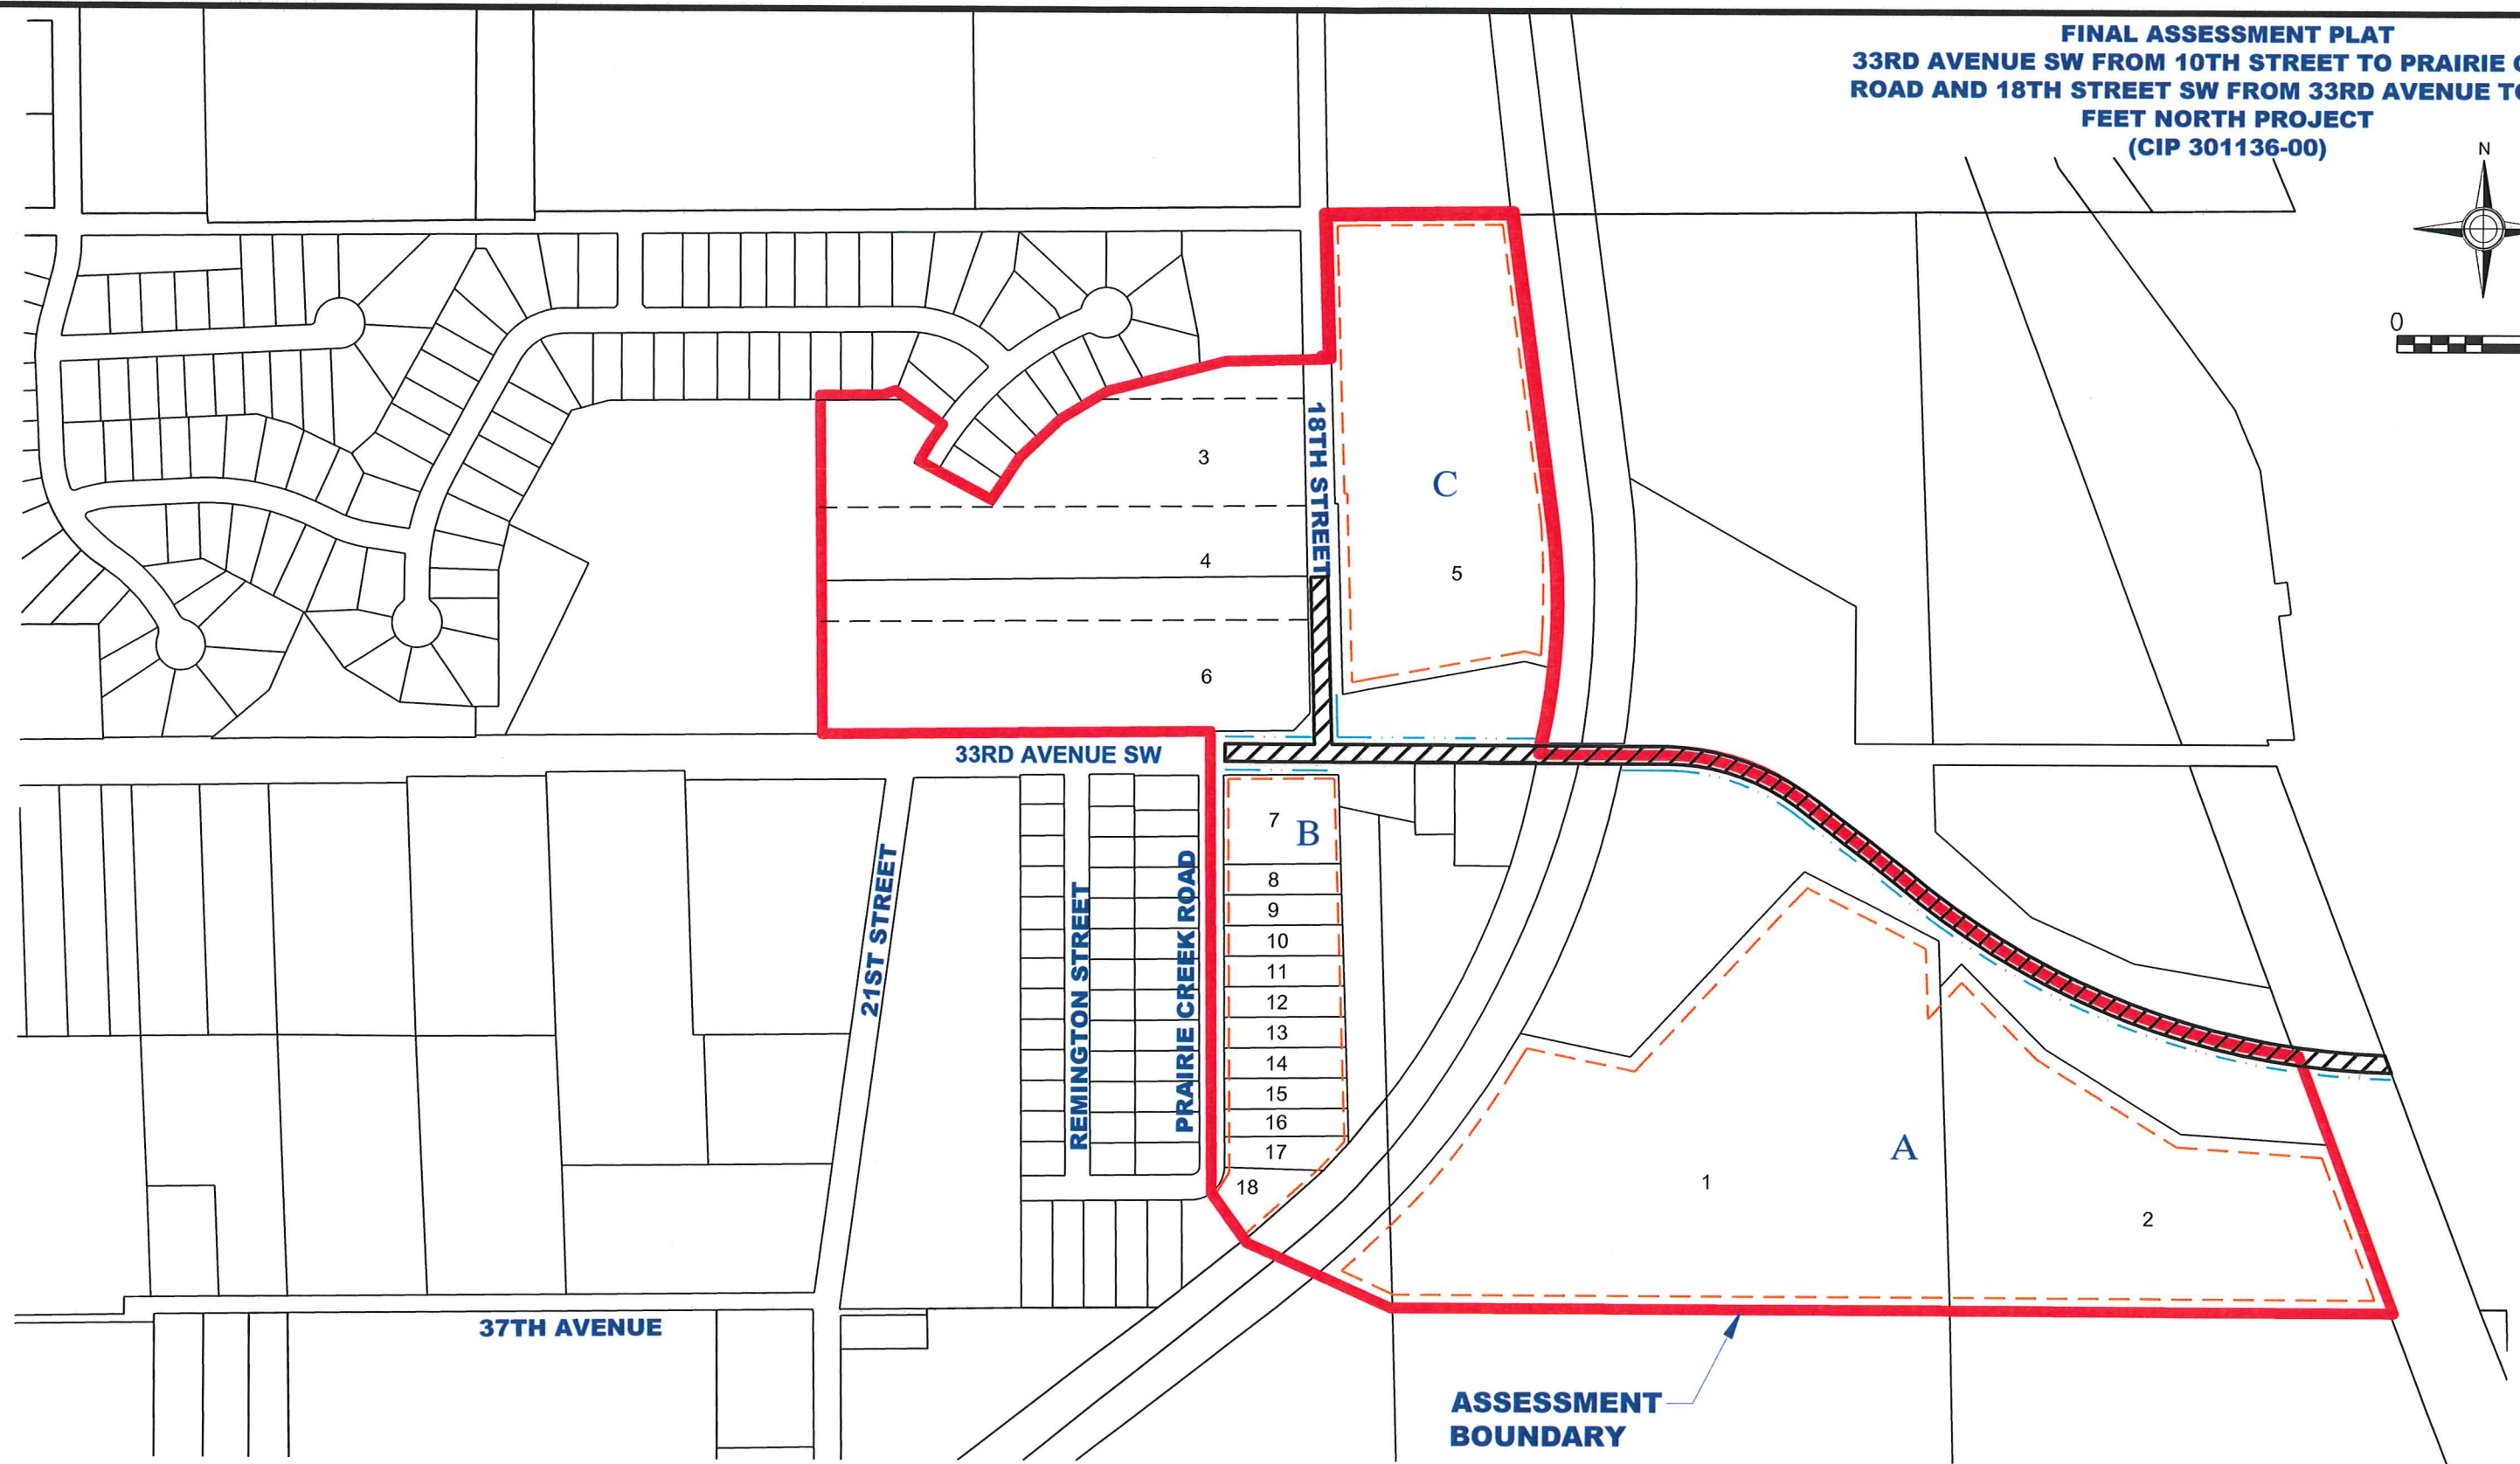 FINAL ASSESSMENT PLAT
33RD AVENUE SW FROM 10TH STREET TO PRAIRIE
ROAD AND 18TH STREET SW FROM 33RD AVENUE
FEET NORTH PROJECT
(CIP 301136-00)
N
0
18TH STREET
3
C
4
5
6
33RD AVENUE SW
7
B
8
9
10
11
12
13
14
15
16
17
18
21ST STREET
REMINGTON STREET
PRAIRIE CREEK ROAD
A
1
2
37TH AVENUE
ASSESSMENT
BOUNDARY